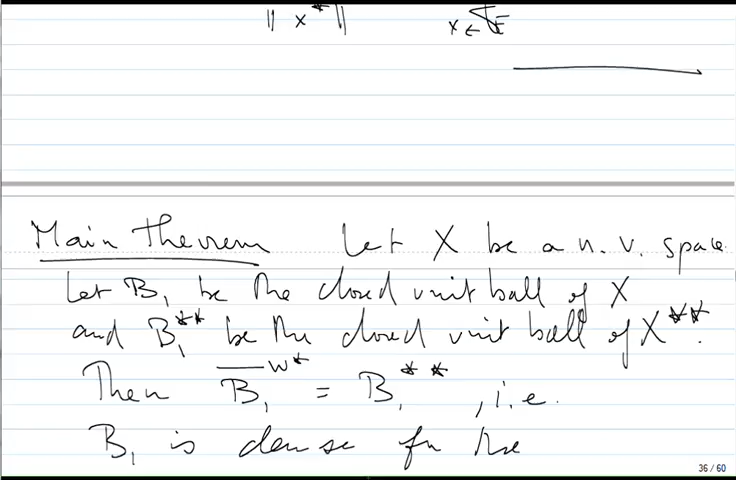 ‖ x* ‖ x ∈
Main Theorem Let X be a n. v. space
Let B₁ be the closed unit ball of X
and B₁** be the closed unit ball of X**.
Then B̅₁ʷ* = B₁**, i.e.
B₁ is dense for the
36 / 60